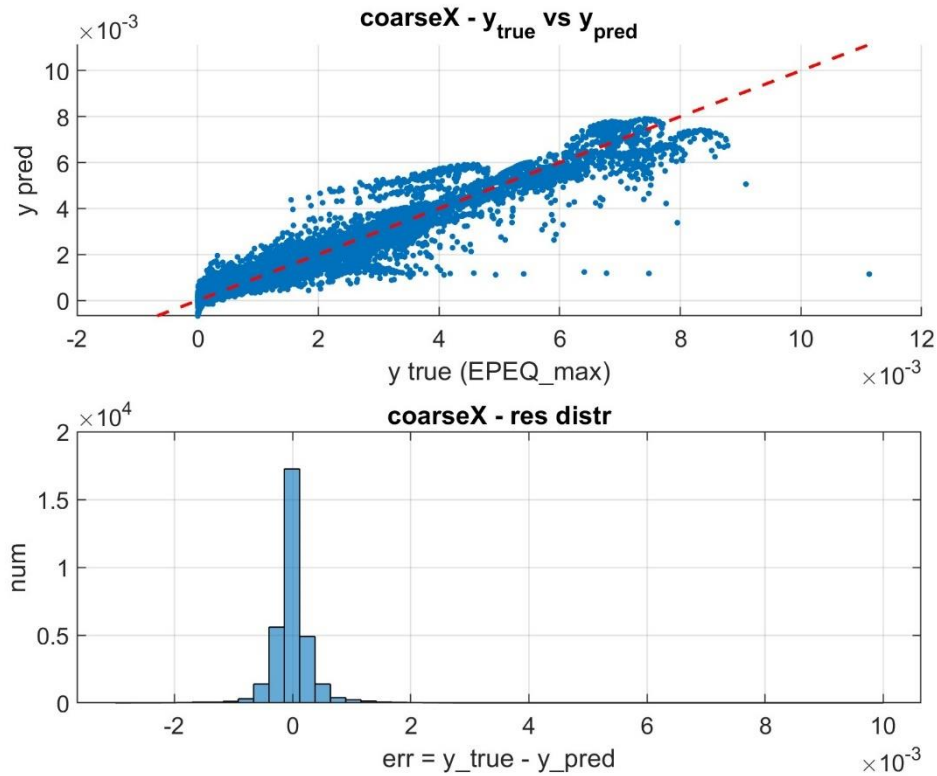 coarseX - y_true vs y_pred
×10^-3
10
8
6
4
2
0
y pred
-2 0 2 4 6 8 10 12
y true (EPEQ_max)
×10^-3
coarseX - res distr
×10^4
2
1.5
1
0.5
0
num
-2 0 2 4 6 8 10
err = y_true - y_pred
×10^-3